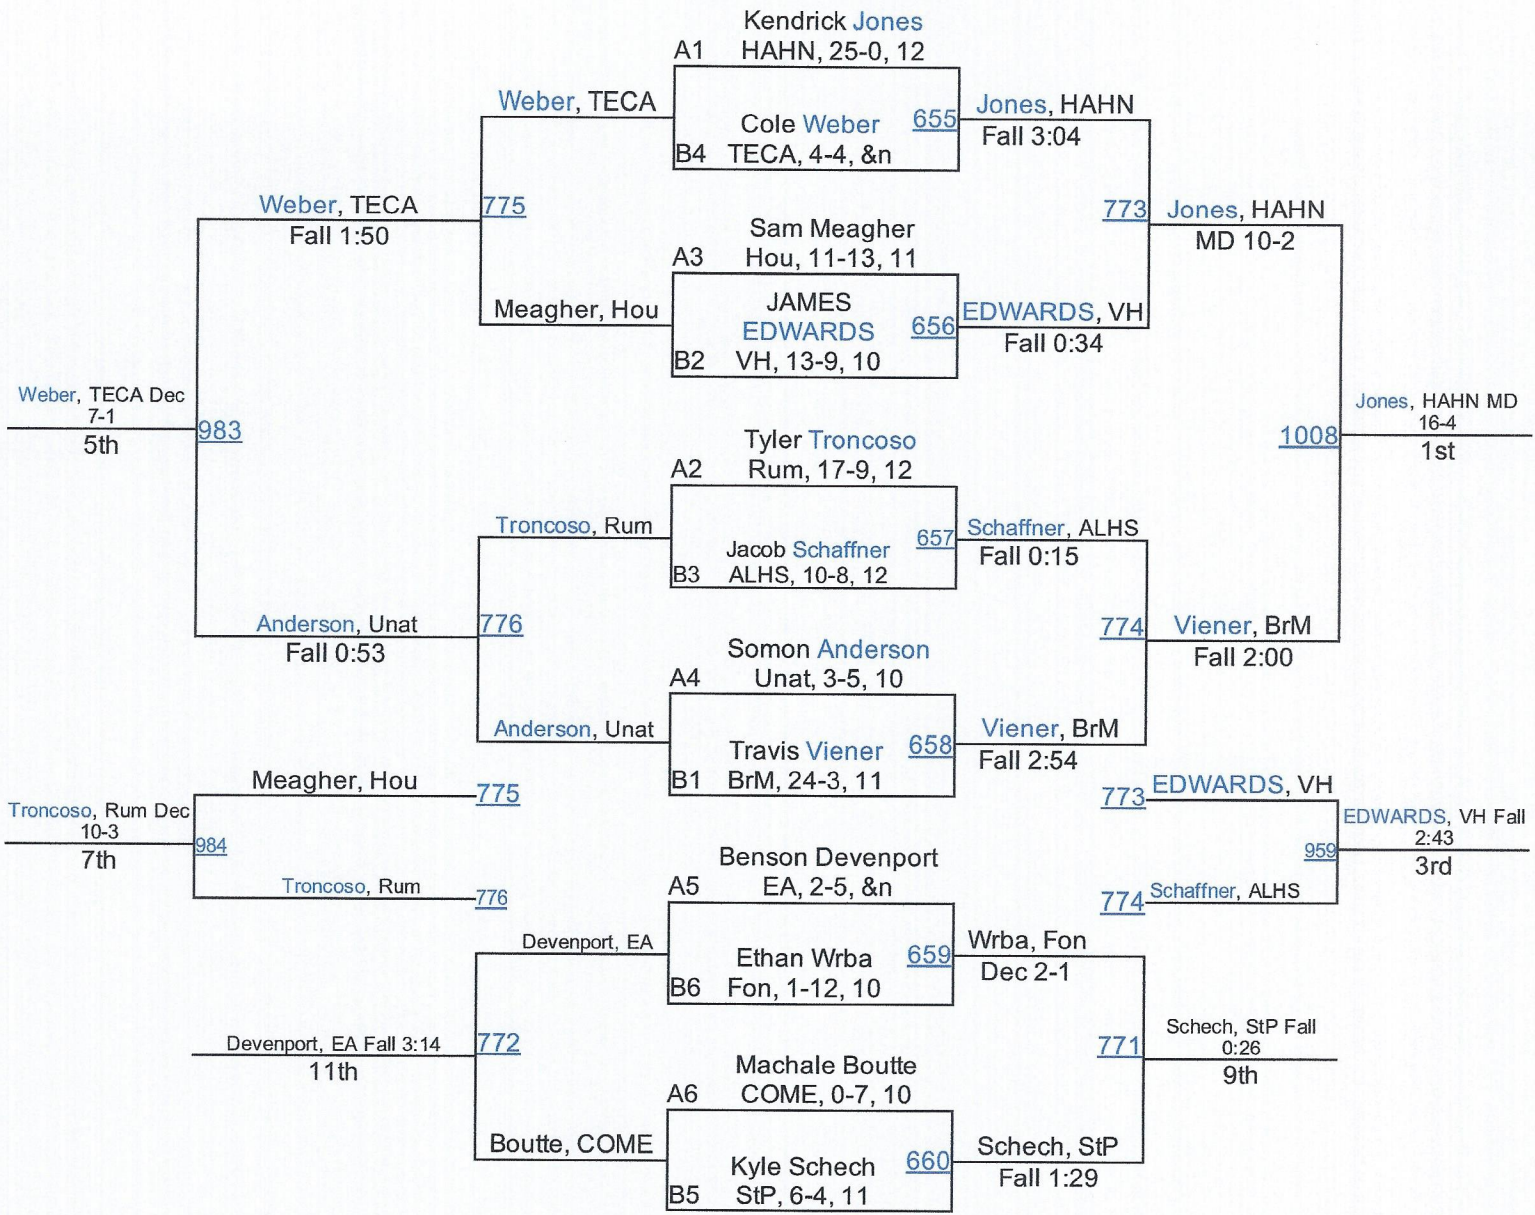 Kendrick Jones
A1 HAHN, 25-0, 12
Weber, TECA
Cole Weber 655
B4 TECA, 4-4, &n
Jones, HAHN
Fall 3:04
Weber, TECA
Fall 1:50
775
Sam Meagher
A3 Hou, 11-13, 11
773
Jones, HAHN
MD 10-2
Meagher, Hou
JAMES
EDWARDS 656
B2 VH, 13-9, 10
EDWARDS, VH
Fall 0:34
Weber, TECA Dec
7-1
5th
983
Jones, HAHN MD
16-4
1st
1008
Tyler Troncoso
A2 Rum, 17-9, 12
Troncoso, Rum
Jacob Schaffner 657
B3 ALHS, 10-8, 12
Schaffner, ALHS
Fall 0:15
Anderson, Unat
Fall 0:53
776
Somon Anderson
A4 Unat, 3-5, 10
774
Viener, BrM
Fall 2:00
Anderson, Unat
Travis Viener 658
B1 BrM, 24-3, 11
Viener, BrM
Fall 2:54
Meagher, Hou 775
Troncoso, Rum Dec
10-3
7th
984
Troncoso, Rum 776
773 EDWARDS, VH
EDWARDS, VH Fall
2:43
3rd
959
774 Schaffner, ALHS
Benson Devenport
A5 EA, 2-5, &n
Devenport, EA
Ethan Wrba 659
B6 Fon, 1-12, 10
Wrba, Fon
Dec 2-1
Devenport, EA Fall 3:14
11th
772
Machale Boutte
A6 COME, 0-7, 10
771
Schech, StP Fall
0:26
9th
Boutte, COME
Kyle Schech 660
B5 StP, 6-4, 11
Schech, StP
Fall 1:29